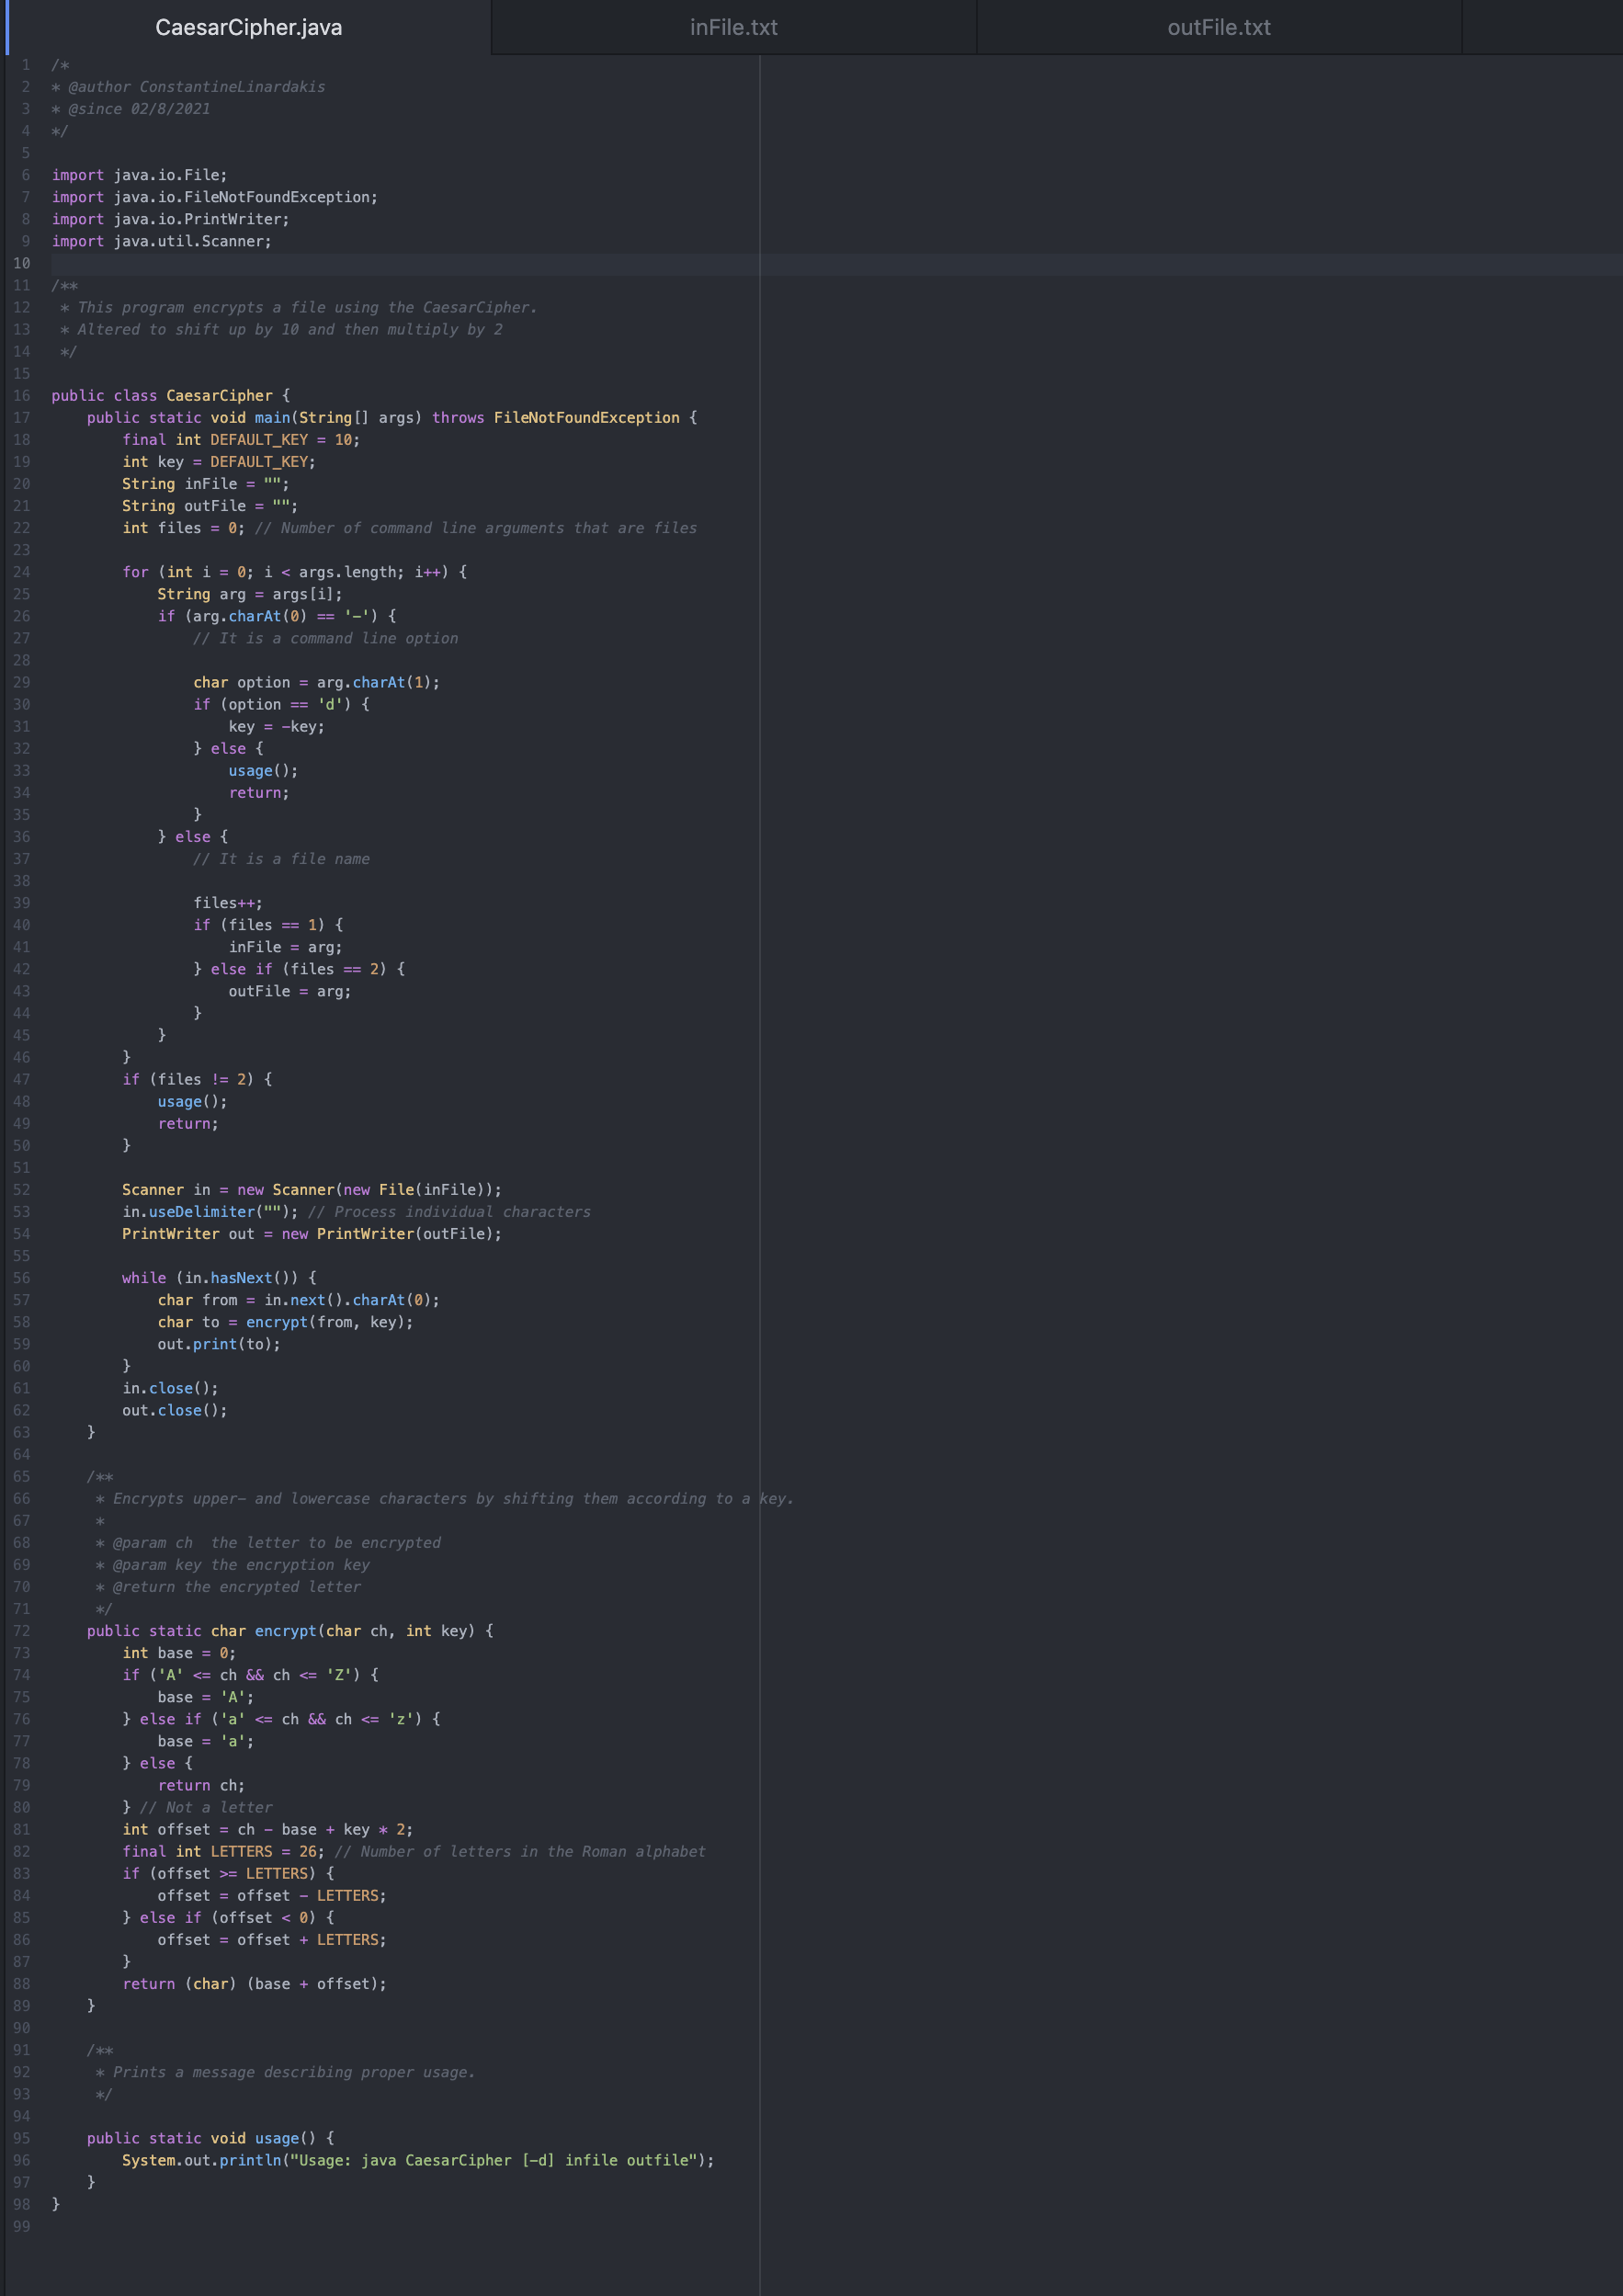 CaesarCipher.java inFile.txt outFile.txt
1 /*
2 * @author ConstantineLinardakis
3 * @since 02/8/2021
4 */
5
6 import java.io.File;
7 import java.io.FileNotFoundException;
8 import java.io.PrintWriter;
9 import java.util.Scanner;
10
11 /**
12  * This program encrypts a file using the CaesarCipher.
13  * Altered to shift up by 10 and then multiply by 2
14  */
15
16 public class CaesarCipher {
17     public static void main(String[] args) throws FileNotFoundException {
18         final int DEFAULT_KEY = 10;
19         int key = DEFAULT_KEY;
20         String inFile = "";
21         String outFile = "";
22         int files = 0; // Number of command line arguments that are files
23
24         for (int i = 0; i < args.length; i++) {
25             String arg = args[i];
26             if (arg.charAt(0) == '-') {
27                 // It is a command line option
28
29                 char option = arg.charAt(1);
30                 if (option == 'd') {
31                     key = -key;
32                 } else {
33                     usage();
34                     return;
35                 }
36             } else {
37                 // It is a file name
38
39                 files++;
40                 if (files == 1) {
41                     inFile = arg;
42                 } else if (files == 2) {
43                     outFile = arg;
44                 }
45             }
46         }
47         if (files != 2) {
48             usage();
49             return;
50         }
51
52         Scanner in = new Scanner(new File(inFile));
53         in.useDelimiter(""); // Process individual characters
54         PrintWriter out = new PrintWriter(outFile);
55
56         while (in.hasNext()) {
57             char from = in.next().charAt(0);
58             char to = encrypt(from, key);
59             out.print(to);
60         }
61         in.close();
62         out.close();
63     }
64
65     /**
66      * Encrypts upper- and lowercase characters by shifting them according to a key.
67      *
68      * @param ch  the letter to be encrypted
69      * @param key the encryption key
70      * @return the encrypted letter
71      */
72     public static char encrypt(char ch, int key) {
73         int base = 0;
74         if ('A' <= ch && ch <= 'Z') {
75             base = 'A';
76         } else if ('a' <= ch && ch <= 'z') {
77             base = 'a';
78         } else {
79             return ch;
80         } // Not a letter
81         int offset = ch - base + key * 2;
82         final int LETTERS = 26; // Number of letters in the Roman alphabet
83         if (offset >= LETTERS) {
84             offset = offset - LETTERS;
85         } else if (offset < 0) {
86             offset = offset + LETTERS;
87         }
88         return (char) (base + offset);
89     }
90
91     /**
92      * Prints a message describing proper usage.
93      */
94
95     public static void usage() {
96         System.out.println("Usage: java CaesarCipher [-d] infile outfile");
97     }
98 }
99